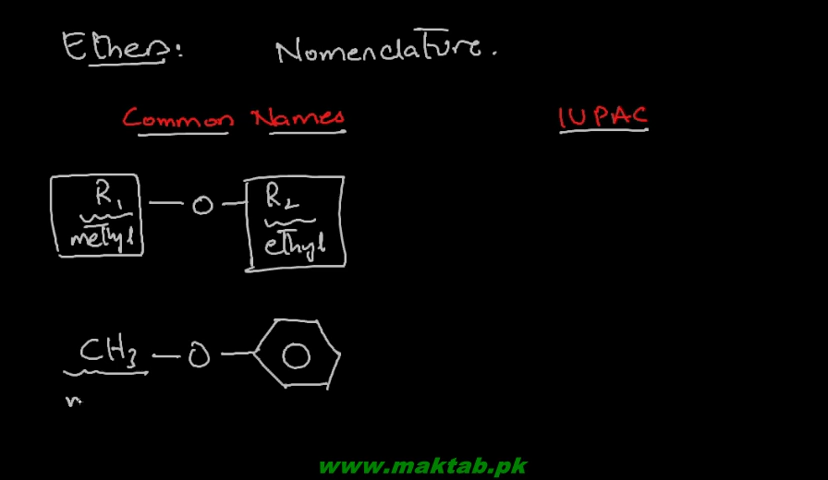 Ethers: Nomenclature.
Common Names IUPAC
R₁ — O — R₂
methyl ethyl
CH₃ — O —
m
www.maktab.pk